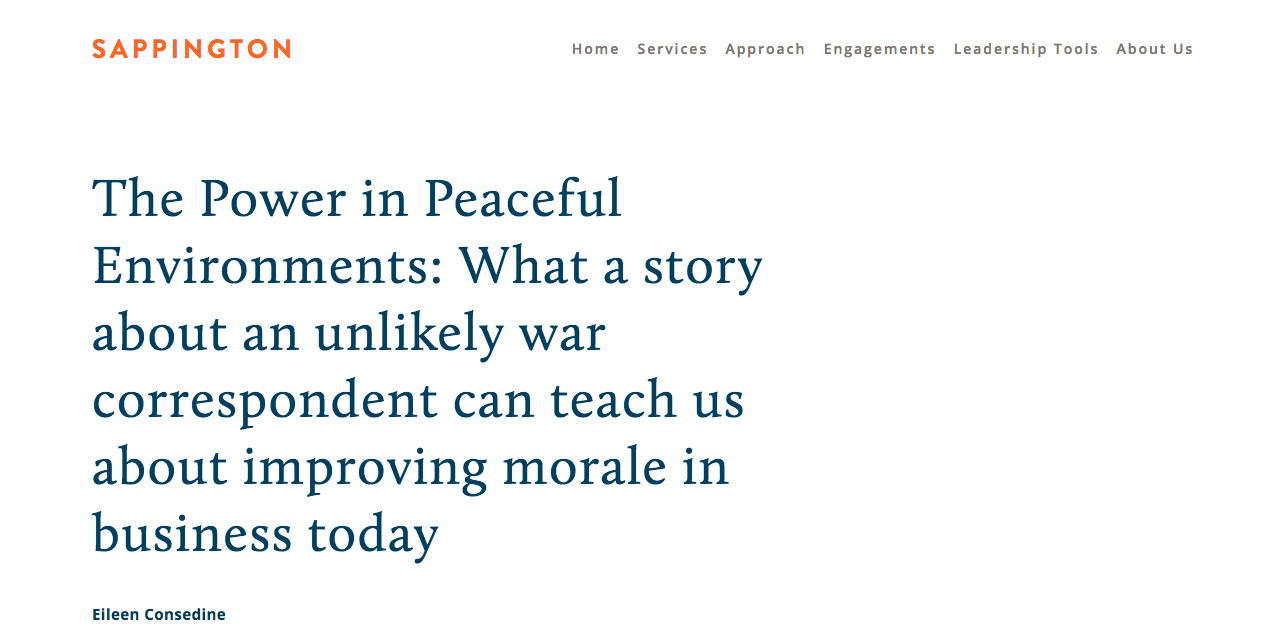 SAPPINGTON
Home Services Approach Engagements Leadership Tools About Us
The Power in Peaceful
Environments: What a story
about an unlikely war
correspondent can teach us
about improving morale in
business today
Eileen Consedine